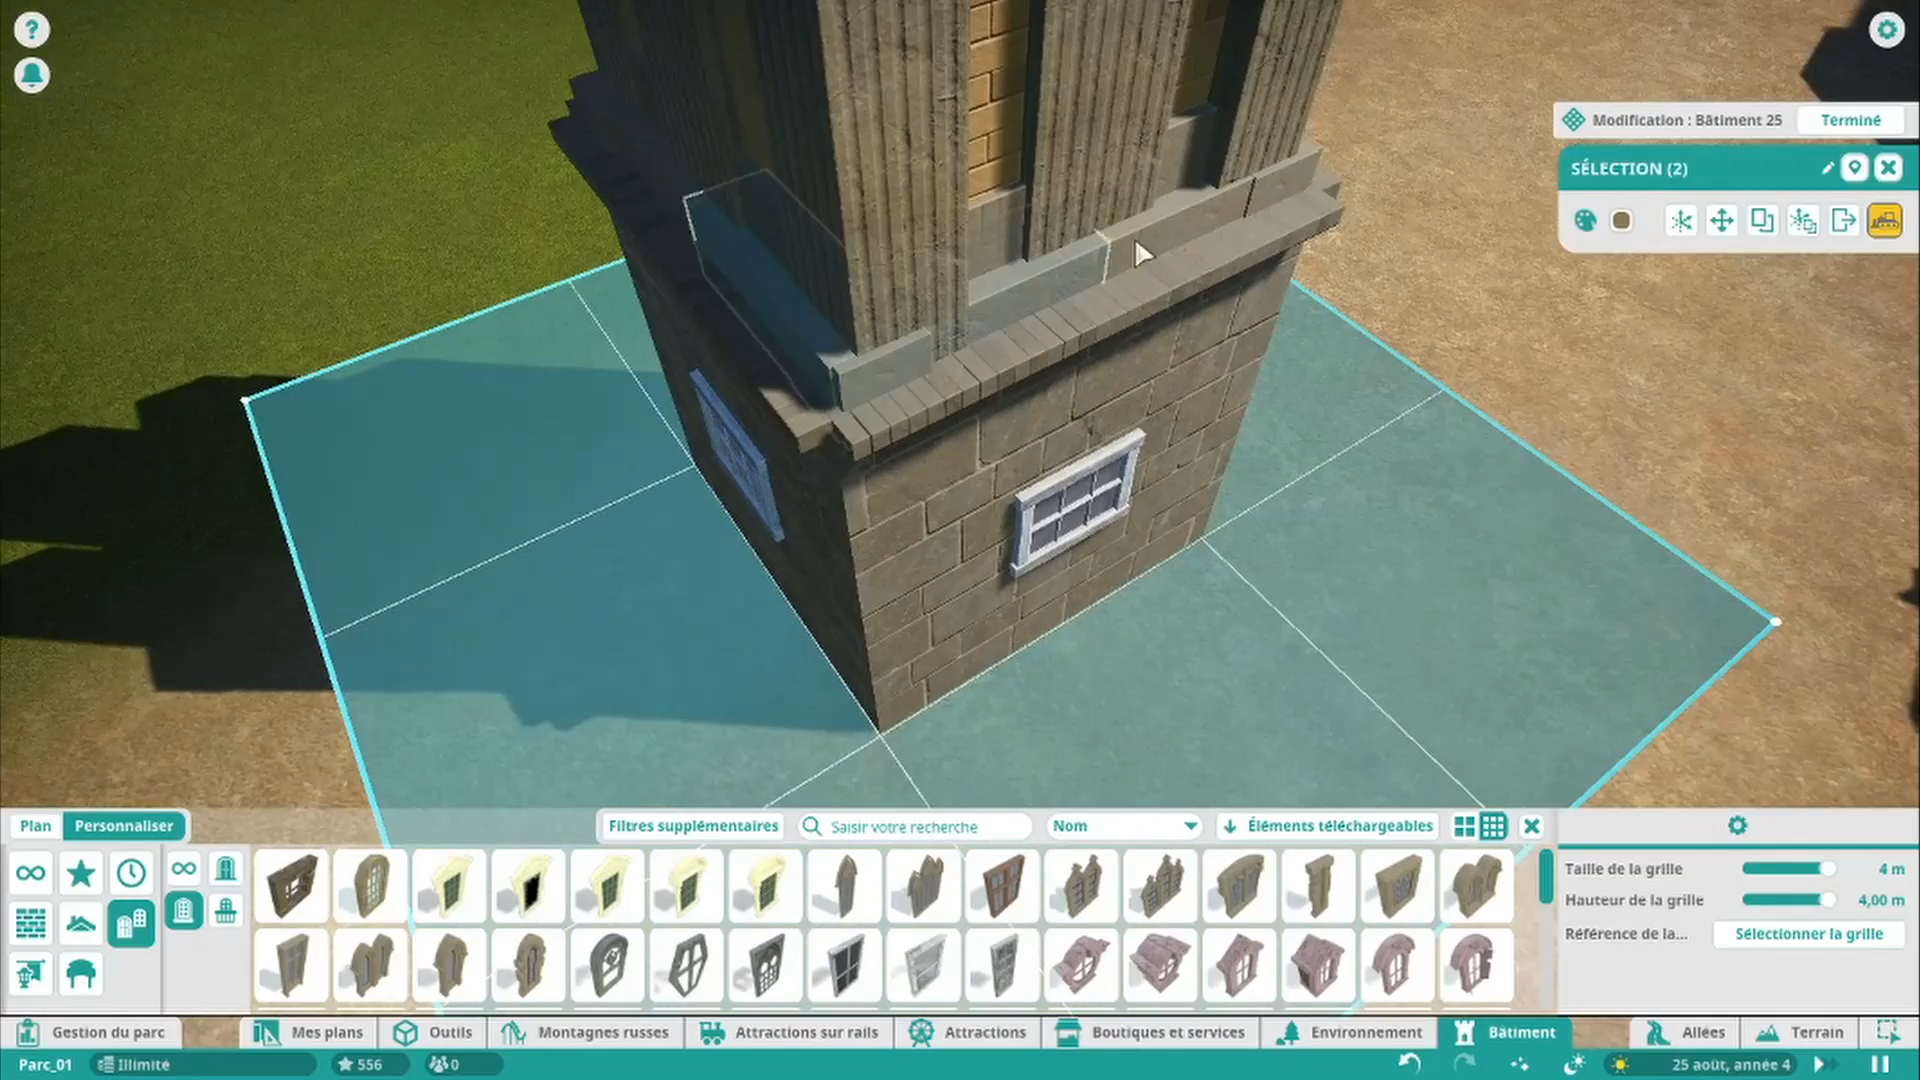 ?
Modification : Bâtiment 25
Terminé
SÉLECTION (2)
Plan
Personnaliser
Filtres supplémentaires
Saisir votre recherche
Nom
Éléments téléchargeables
Taille de la grille
4 m
Hauteur de la grille
4,00 m
Référence de la...
Sélectionner la grille
Gestion du parc
Mes plans
Outils
Montagnes russes
Attractions sur rails
Attractions
Boutiques et services
Environnement
Bâtiment
Allées
Terrain
Parc_01
Illimité
556
0
25 août, année 4